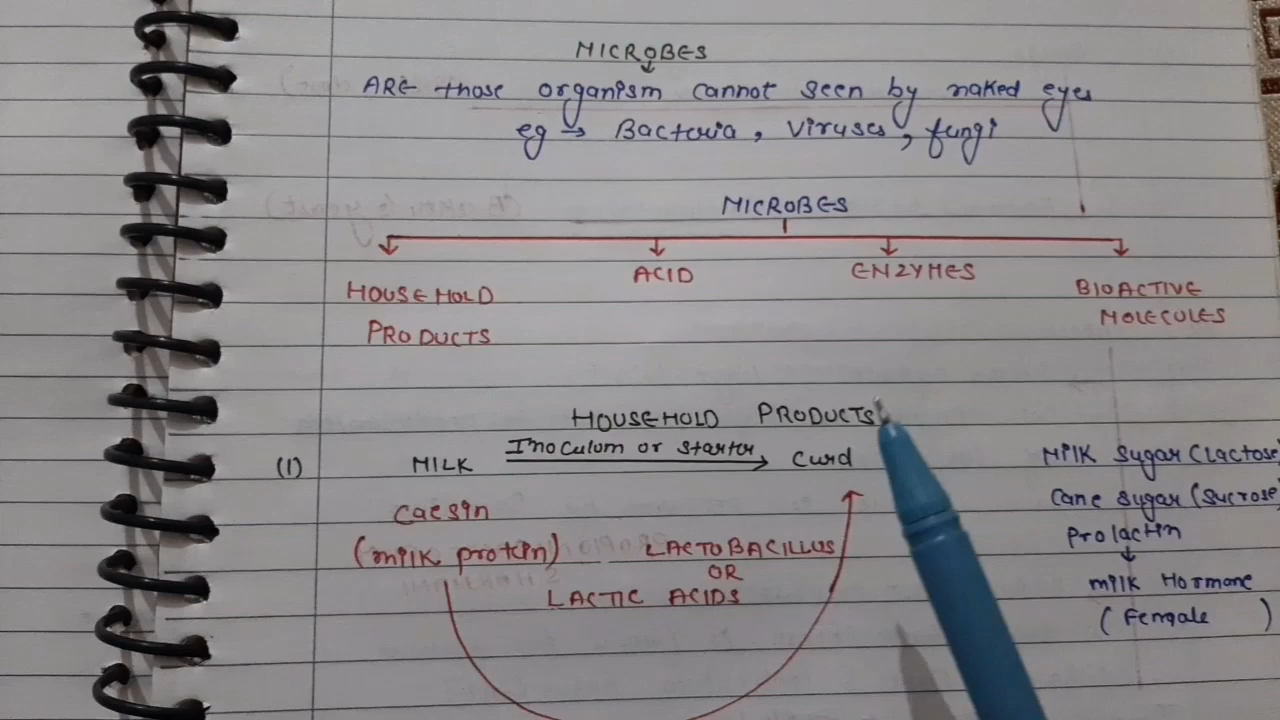 MICROBES
ARE those organism cannot seen by naked eyes
eg → Bacteria, Viruses, fungi
MICROBES
HOUSEHOLD PRODUCTS
ACID
ENZYMES
BIOACTIVE MOLECULES
HOUSEHOLD PRODUCTS
(1) MILK Inoculum or starter → Curd
Caesin
(milk protein)
LACTOBACILLUS
OR
LACTIC ACIDS
Milk Sugar (Lactose)
Cane Sugar (Sucrose)
Prolactin
↓
milk Hormone
(Female)